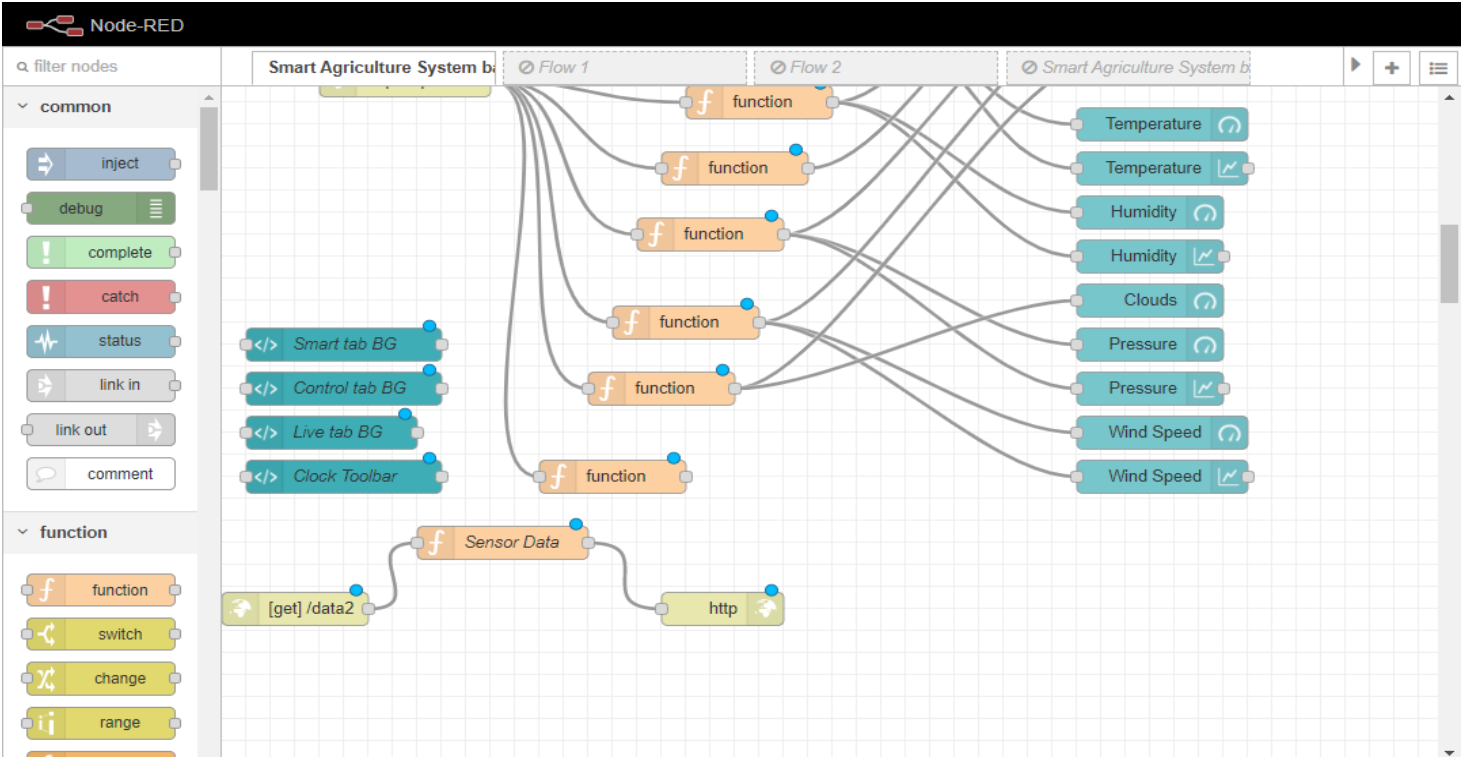 Node-RED
filter nodes
Smart Agriculture System ba
Flow 1
Flow 2
Smart Agriculture System b
common
inject
debug
complete
catch
status
link in
link out
comment
function
function
switch
change
range
function
function
function
function
function
function
Smart tab BG
Control tab BG
Live tab BG
Clock Toolbar
Sensor Data
[get] /data2
http
Temperature
Temperature
Humidity
Humidity
Clouds
Pressure
Pressure
Wind Speed
Wind Speed